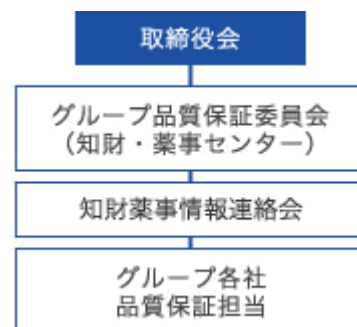 取締役会
グループ品質保証委員会
（知財・薬事センター）
知財薬事情報連絡会
グループ各社
品質保証担当